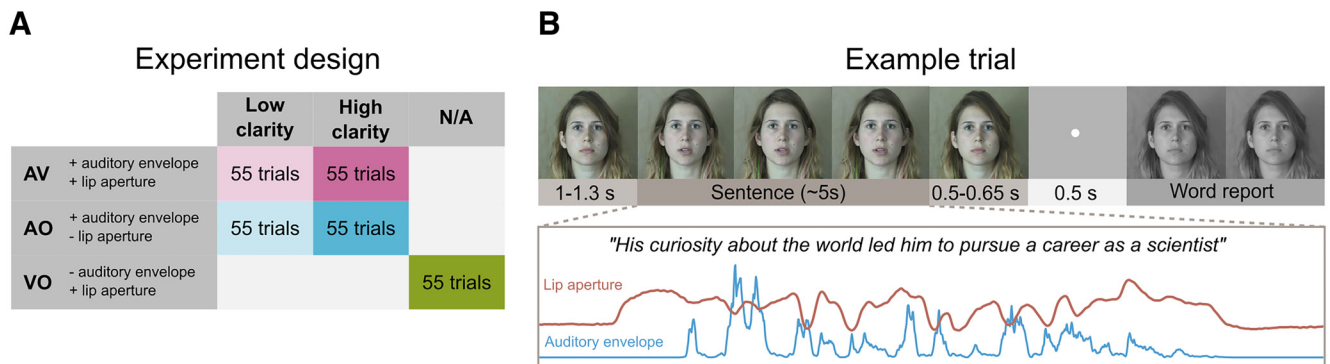 A
Experiment design
Low clarity
High clarity
N/A
AV
+ auditory envelope
+ lip aperture
55 trials
55 trials
AO
+ auditory envelope
- lip aperture
55 trials
55 trials
VO
- auditory envelope
+ lip aperture
55 trials
B
Example trial
1-1.3 s
Sentence (~5s)
0.5-0.65 s
0.5 s
Word report
"His curiosity about the world led him to pursue a career as a scientist"
Lip aperture
Auditory envelope